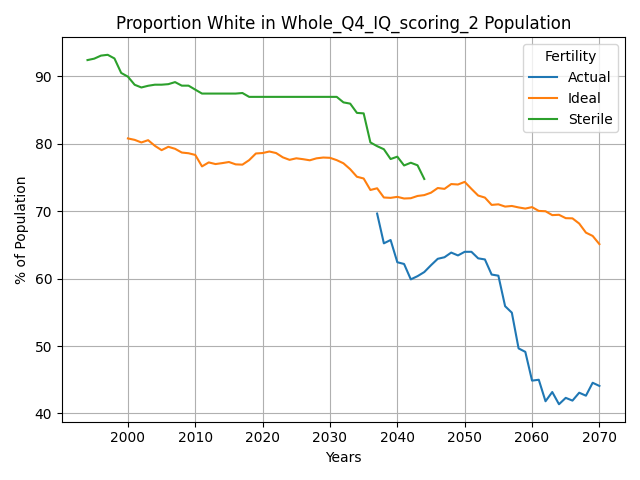 Proportion White in Whole_Q4_IQ_scoring_2 Population
Fertility
Actual
Ideal
Sterile
% of Population
90
80
70
60
50
40
2000
2010
2020
2030
2040
2050
2060
2070
Years